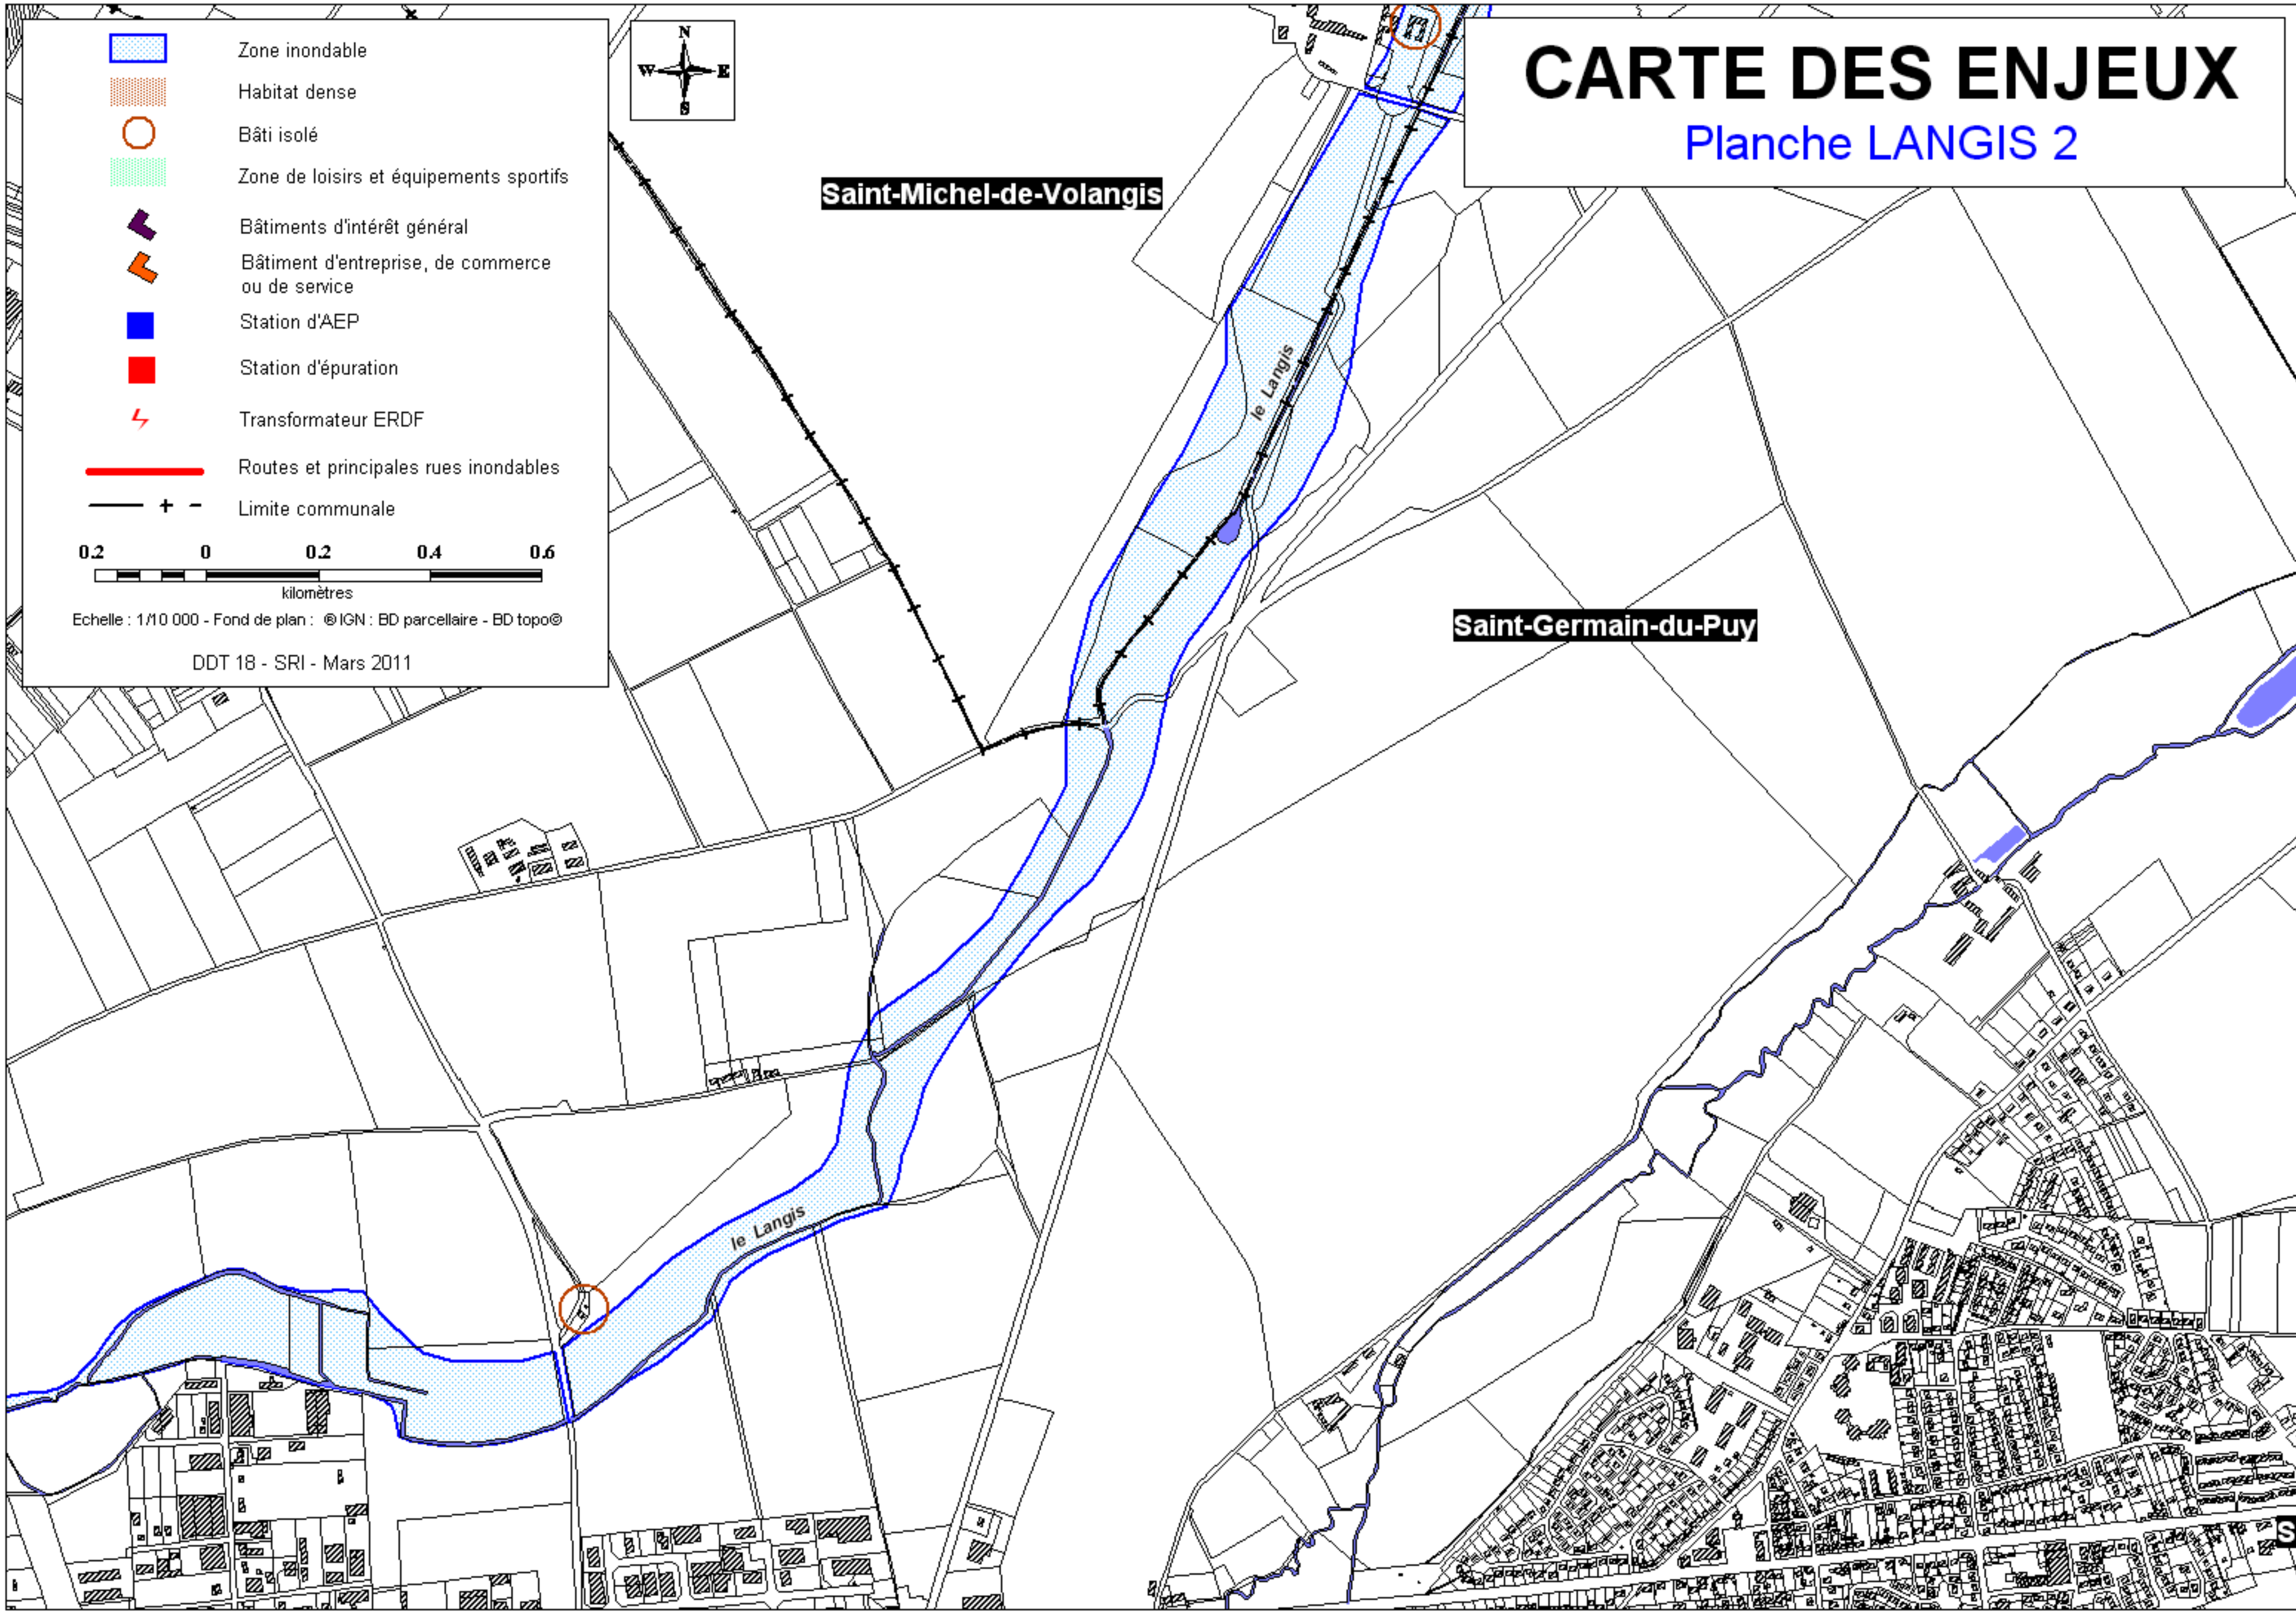 CARTE DES ENJEUX
Planche LANGIS 2
Zone inondable
Habitat dense
Bâti isolé
Zone de loisirs et équipements sportifs
Bâtiments d'intérêt général
Bâtiment d'entreprise, de commerce
ou de service
Station d'AEP
Station d'épuration
Transformateur ERDF
Routes et principales rues inondables
Limite communale
0.2 0 0.2 0.4 0.6
kilomètres
Echelle : 1/10 000 - Fond de plan : ®IGN : BD parcellaire - BD topo©
DDT 18 - SRI - Mars 2011
N
W E
S
Saint-Michel-de-Volangis
le Langis
Saint-Germain-du-Puy
le Langis
S